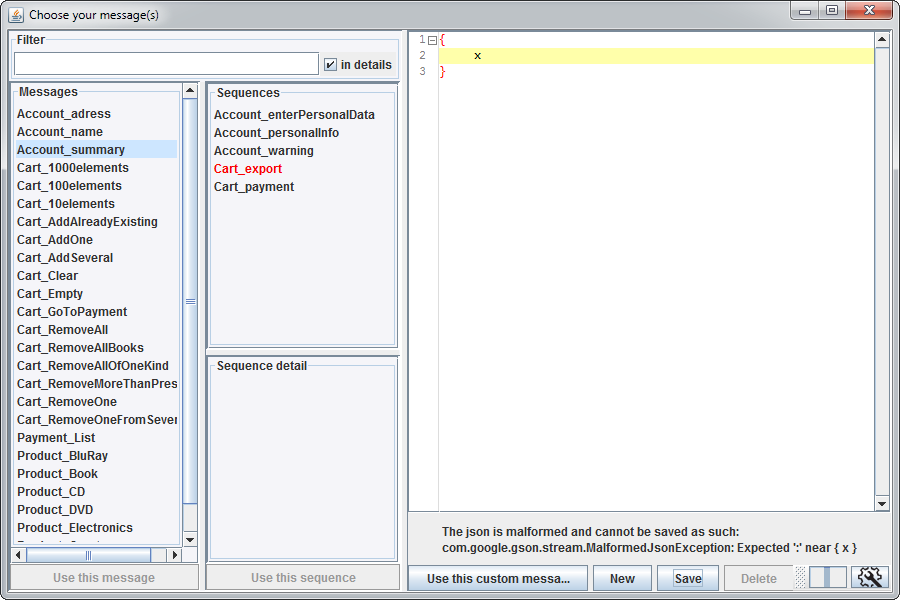 Choose your message(s)
Filter
in details
Messages
Account_adress
Account_name
Account_summary
Cart_1000elements
Cart_100elements
Cart_10elements
Cart_AddAlreadyExisting
Cart_AddOne
Cart_AddSeveral
Cart_Clear
Cart_Empty
Cart_GoToPayment
Cart_RemoveAll
Cart_RemoveAllBooks
Cart_RemoveAllOfOneKind
Cart_RemoveMoreThanPres
Cart_RemoveOne
Cart_RemoveOneFromSever
Payment_List
Product_BluRay
Product_Book
Product_CD
Product_DVD
Product_Electronics
Use this message
Sequences
Account_enterPersonalData
Account_personalInfo
Account_warning
Cart_export
Cart_payment
Sequence detail
Use this sequence
1 {
2 x
3 }
The json is malformed and cannot be saved as such:
com.google.gson.stream.MalformedJsonException: Expected ':' near { x }
Use this custom messa...
New
Save
Delete